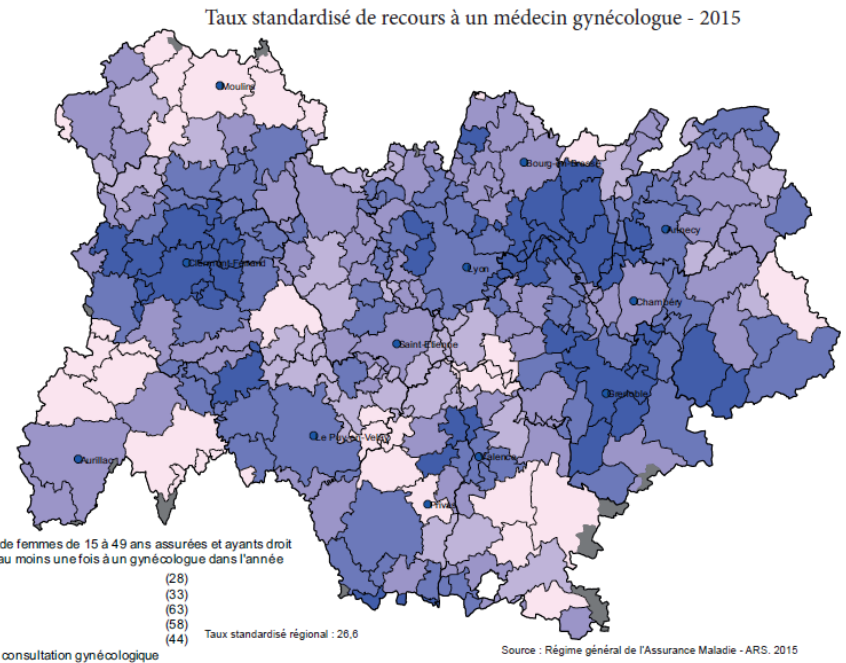 Taux standardisé de recours à un médecin gynécologue - 2015
Moulins
Bourg-en-Bresse
Annecy
Clermont-Ferrand
Lyon
Chambéry
Saint-Etienne
Grenoble
Le Puy-en-Velay
Aurillac
Valence
Privas
de femmes de 15 à 49 ans assurées et ayants droit
au moins une fois à un gynécologue dans l'année
(28)
(33)
(63)
(58)
(44)
Taux standardisé régional : 26,6
consultation gynécologique
Source : Régime général de l'Assurance Maladie - ARS. 2015